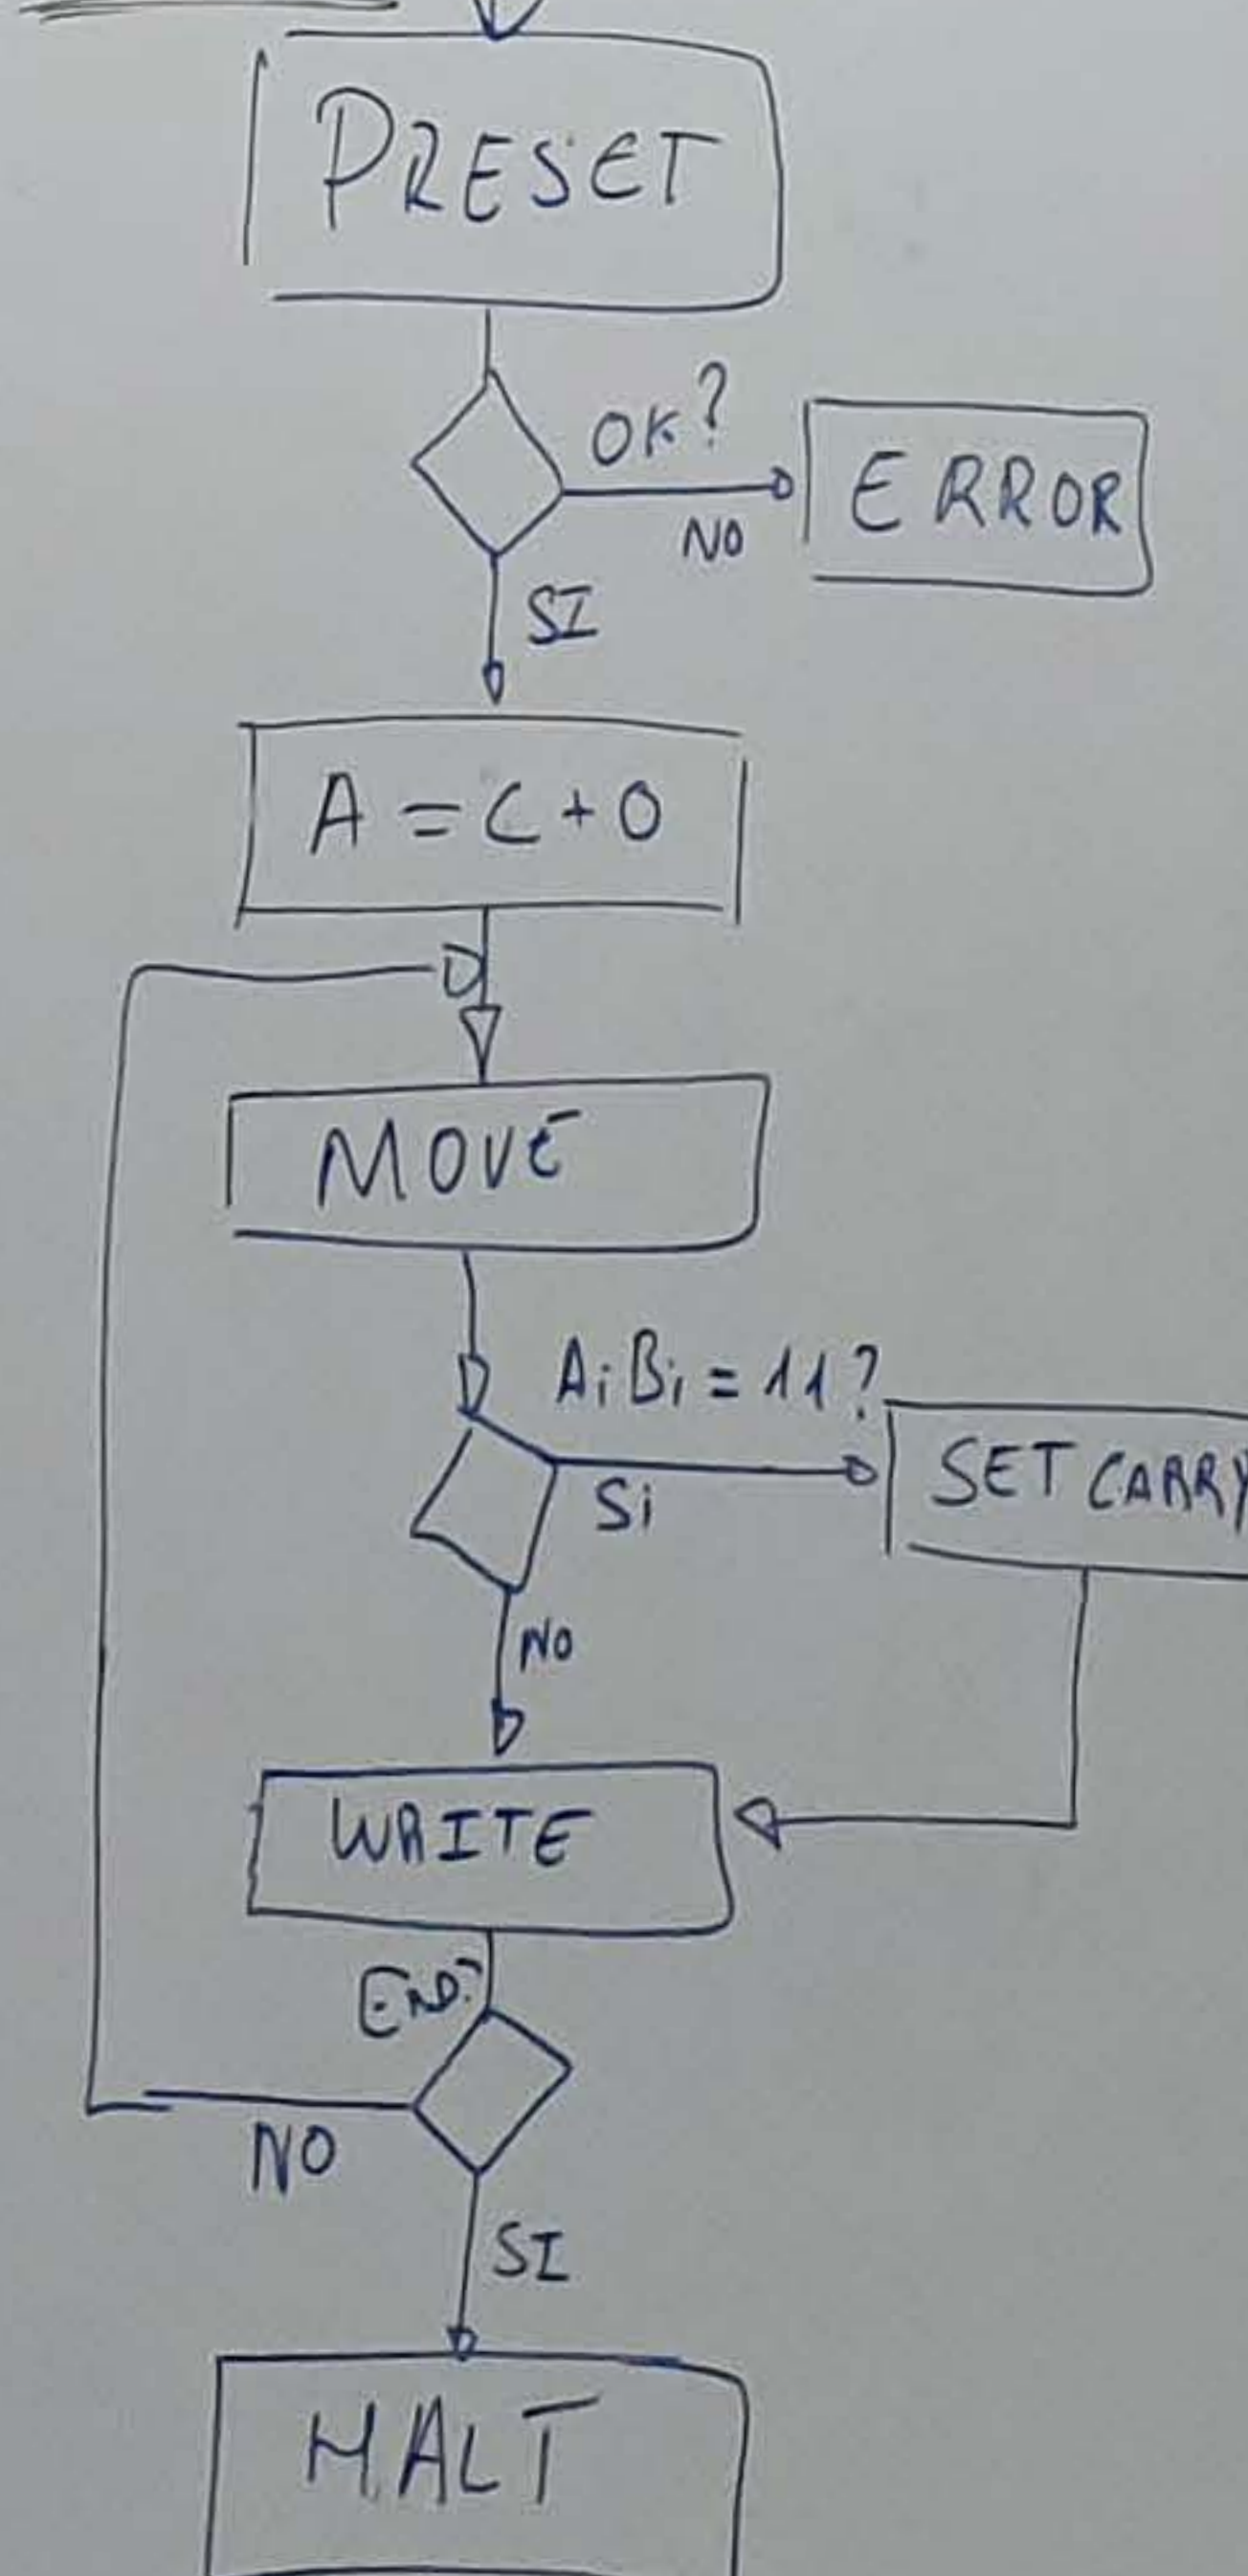 PRESET
OK?
NO
ERROR
SI
A = C + 0
MOVE
AiBi = 11?
Si
SET CARRY
NO
WRITE
END?
NO
SI
HALT